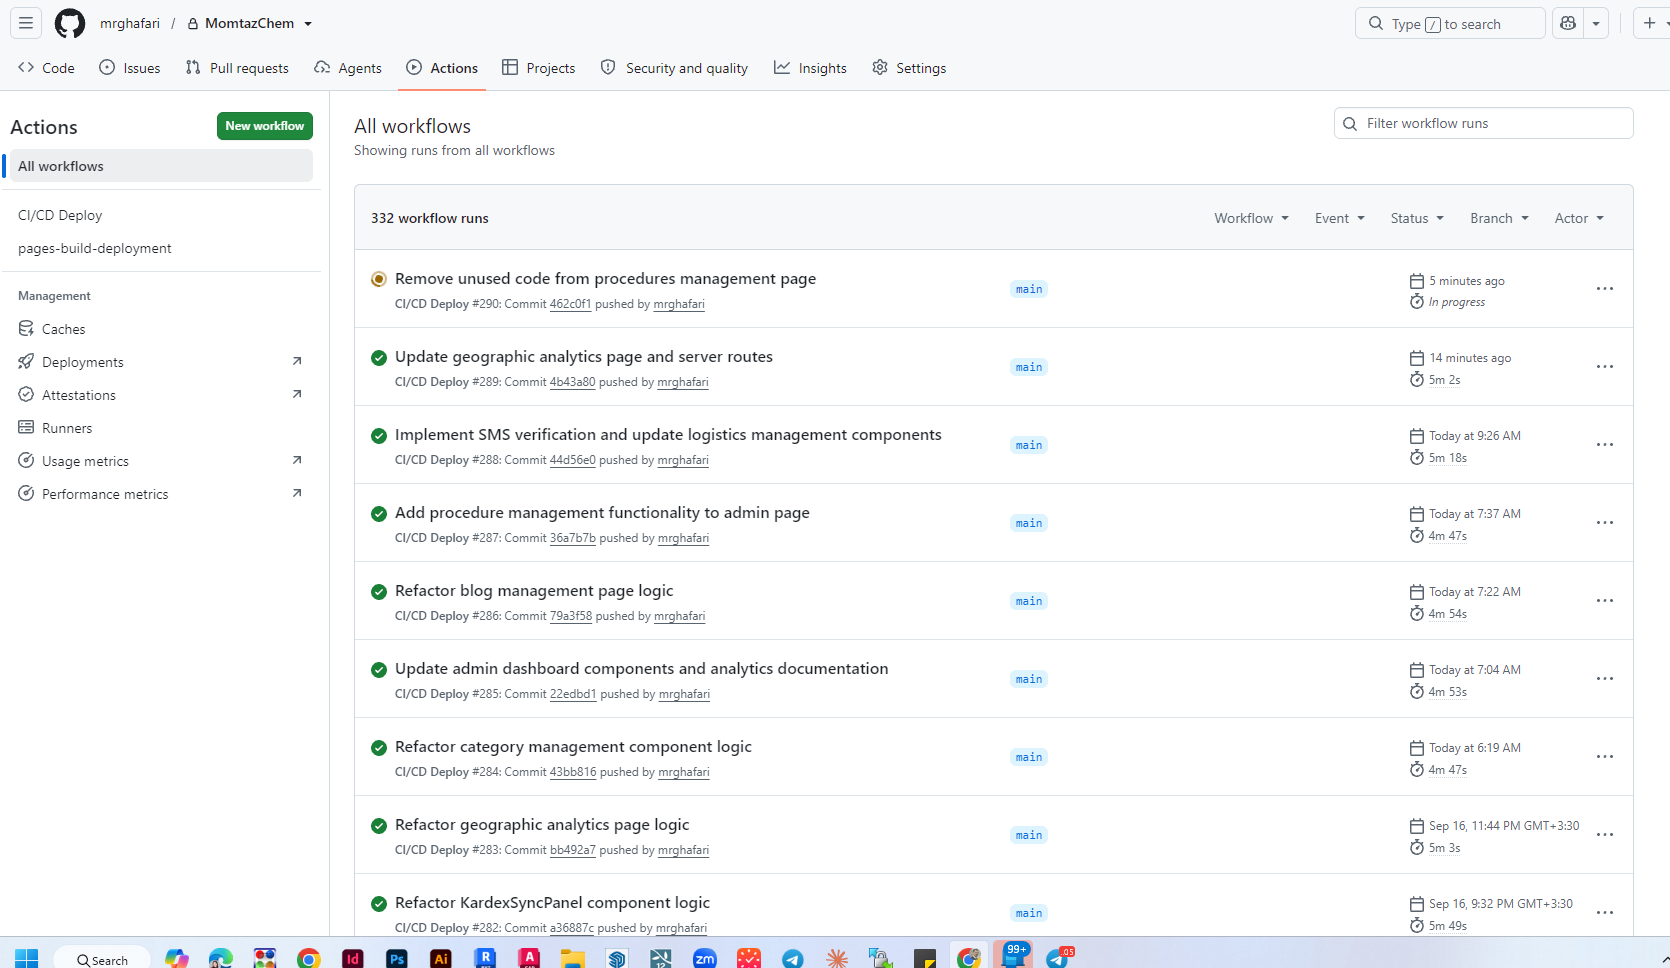 mrghafari / MomtazChem
Type / to search
Code
Issues
Pull requests
Agents
Actions
Projects
Security and quality
Insights
Settings
Actions
New workflow
All workflows
CI/CD Deploy
pages-build-deployment
Management
Caches
Deployments
Attestations
Runners
Usage metrics
Performance metrics
All workflows
Showing runs from all workflows
Filter workflow runs
332 workflow runs
Workflow
Event
Status
Branch
Actor
Remove unused code from procedures management page
CI/CD Deploy #290: Commit 462c0f1 pushed by mrghafari
main
5 minutes ago
In progress
Update geographic analytics page and server routes
CI/CD Deploy #289: Commit 4b43a80 pushed by mrghafari
main
14 minutes ago
5m 2s
Implement SMS verification and update logistics management components
CI/CD Deploy #288: Commit 44d56e0 pushed by mrghafari
main
Today at 9:26 AM
5m 18s
Add procedure management functionality to admin page
CI/CD Deploy #287: Commit 36a7b7b pushed by mrghafari
main
Today at 7:37 AM
4m 47s
Refactor blog management page logic
CI/CD Deploy #286: Commit 79a3f58 pushed by mrghafari
main
Today at 7:22 AM
4m 54s
Update admin dashboard components and analytics documentation
CI/CD Deploy #285: Commit 22edbd1 pushed by mrghafari
main
Today at 7:04 AM
4m 53s
Refactor category management component logic
CI/CD Deploy #284: Commit 43bb816 pushed by mrghafari
main
Today at 6:19 AM
4m 47s
Refactor geographic analytics page logic
CI/CD Deploy #283: Commit bb492a7 pushed by mrghafari
main
Sep 16, 11:44 PM GMT+3:30
5m 3s
Refactor KardexSyncPanel component logic
CI/CD Deploy #282: Commit a36887c pushed by mrghafari
main
Sep 16, 9:32 PM GMT+3:30
5m 49s
Search
Id
Ps
Ai
R
A
12
zm
99+
.05